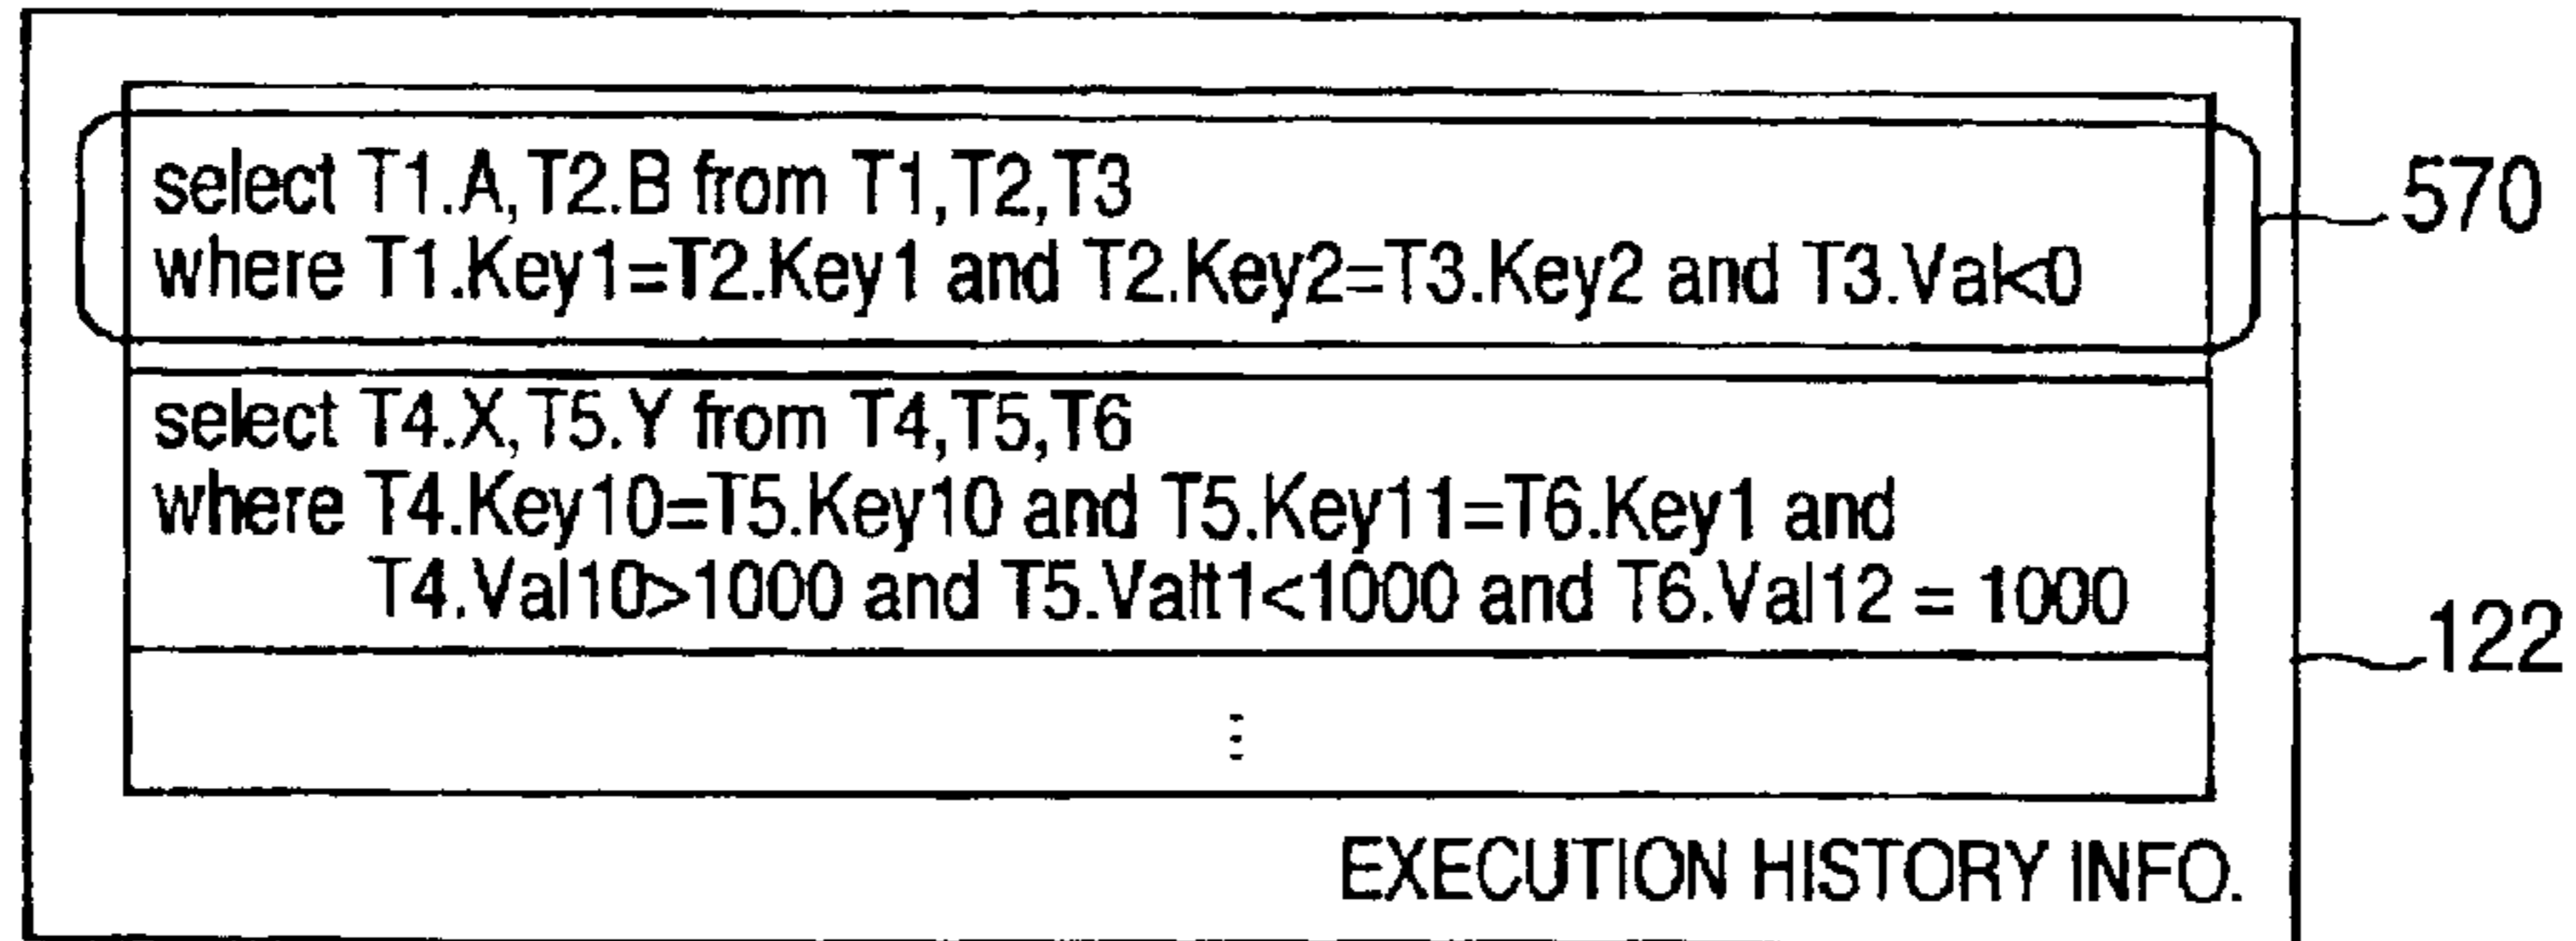 select T1.A,T2.B from T1,T2,T3
where T1.Key1=T2.Key1 and T2.Key2=T3.Key2 and T3.Val<0
570
select T4.X,T5.Y from T4,T5,T6
where T4.Key10=T5.Key10 and T5.Key11=T6.Key1 and
T4.Val10>1000 and T5.Valt1<1000 and T6.Val12 = 1000
122
EXECUTION HISTORY INFO.